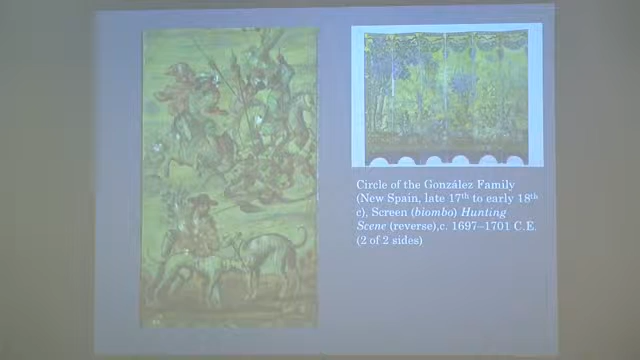 Circle of the González Family
(New Spain, late 17th to early 18th
c), Screen (biombo) Hunting
Scene (reverse),c. 1697–1701 C.E.
(2 of 2 sides)